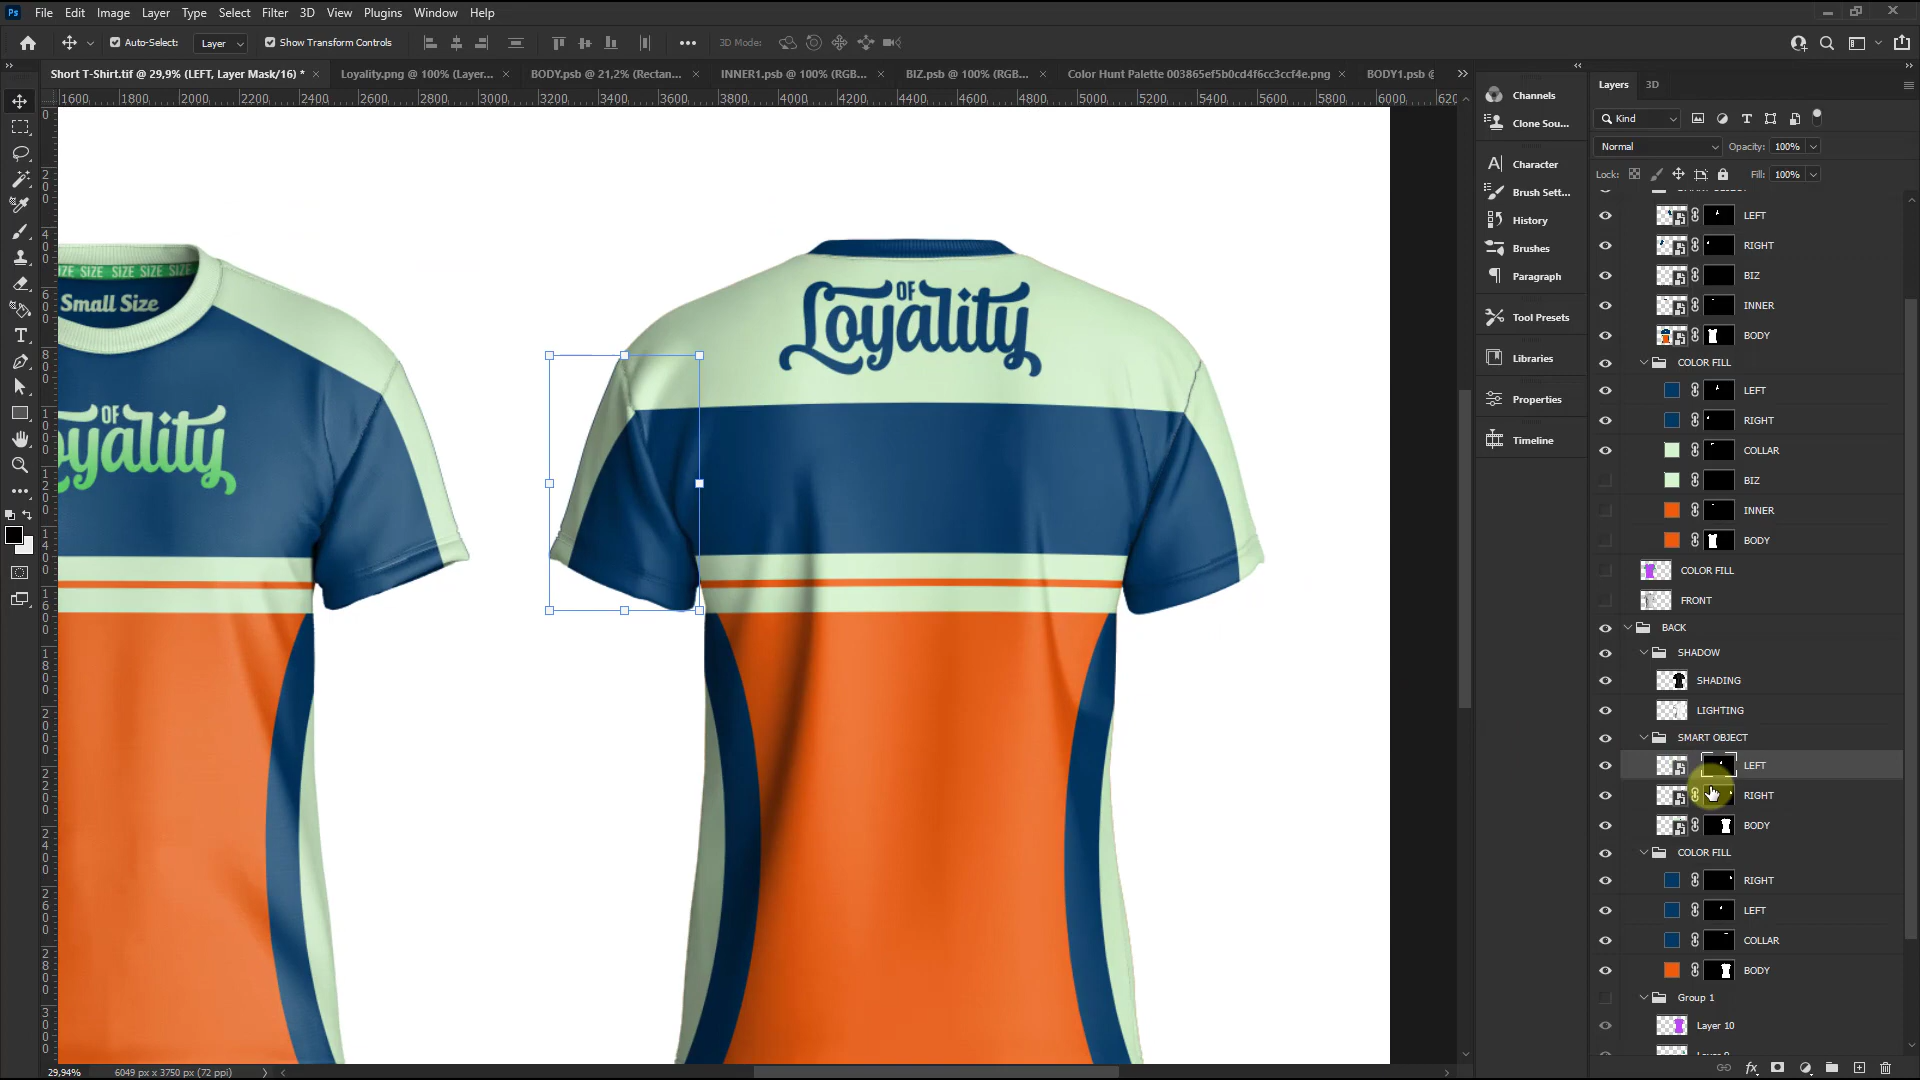 Ps File Edit Image Layer Type Select Filter 3D View Plugins Window Help
Auto-Select: Layer Show Transform Controls 3D Mode:
Short T-Shirt.tif @ 29,9% (LEFT, Layer Mask/16) * × Loyality.png @ 100% (Layer... × BODY.psb @ 21,2% (Rectan... × INNER1.psb @ 100% (RGB... × BIZ.psb @ 100% (RGB... × Color Hunt Palette 003865ef5b0cd4f6cc3ccf4e.png × BODY1.psb @
1600 1800 2000 2200 2400 2600 2800 3000 3200 3400 3600 3800 4000 4200 4400 4600 4800 5000 5200 5400 5600 5800 6000 620
SIZE SIZE SIZE SIZE
Small Size
OF
oyality
OF
Loyality
Channels
Clone Sou...
Character
Brush Sett...
History
Brushes
Paragraph
Tool Presets
Libraries
Properties
Timeline
Layers 3D
Kind
Normal Opacity: 100%
Lock: Fill: 100%
LEFT
RIGHT
BIZ
INNER
BODY
COLOR FILL
LEFT
RIGHT
COLLAR
BIZ
INNER
BODY
COLOR FILL
FRONT
BACK
SHADOW
SHADING
LIGHTING
SMART OBJECT
LEFT
RIGHT
BODY
COLOR FILL
RIGHT
LEFT
COLLAR
BODY
Group 1
Layer 10
29,94% 6049 px x 3750 px (72 ppi)